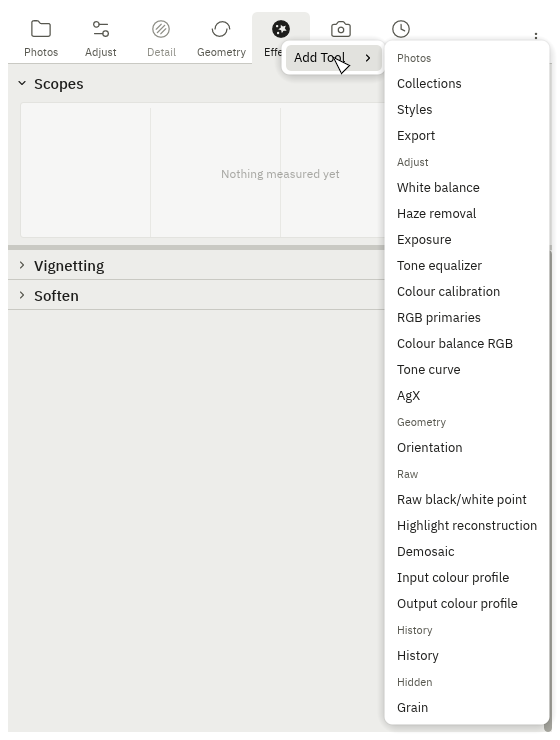 Photos
Adjust
Detail
Geometry
Add Tool
Scopes
Nothing measured yet
Vignetting
Soften
Photos
Collections
Styles
Export
Adjust
White balance
Haze removal
Exposure
Tone equalizer
Colour calibration
RGB primaries
Colour balance RGB
Tone curve
AgX
Geometry
Orientation
Raw
Raw black/white point
Highlight reconstruction
Demosaic
Input colour profile
Output colour profile
History
History
Hidden
Grain